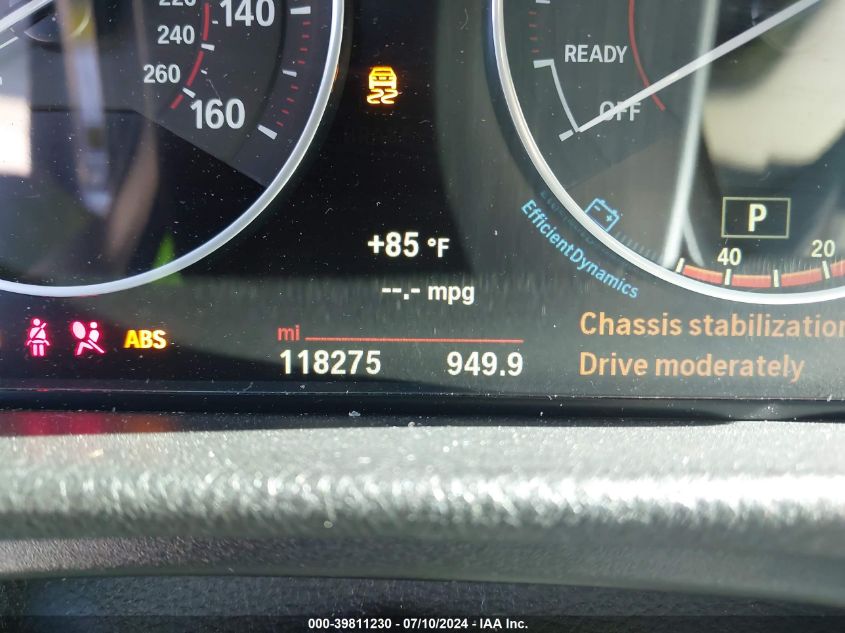 220
240
260
140
160
READY
OFF
P
40
20
EfficientDynamics
+85 °F
--.- mpg
ABS
mi
118275 949.9
Chassis stabilization
Drive moderately
000-39811230 - 07/10/2024 - IAA Inc.